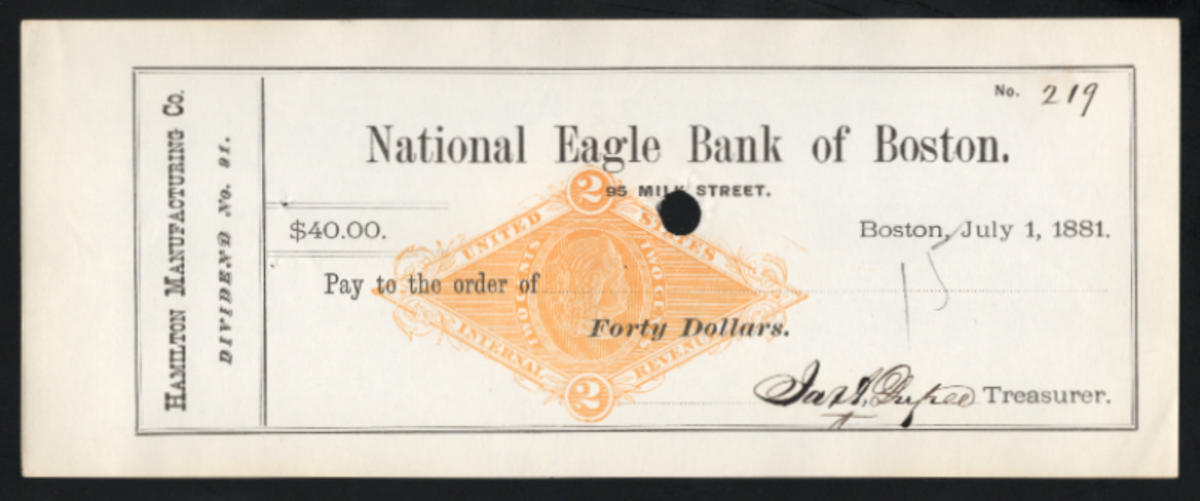 HAMILTON MANUFACTURING CO.
DIVIDEND No. 91.
No. 219
National Eagle Bank of Boston.
95 MILK STREET.
$40.00.
Boston, July 1, 1881.
15
Pay to the order of
Forty Dollars.
Treasurer.
2
UNITED STATES
TWO CENTS
TWO CENTS
INTERNAL REVENUE
2